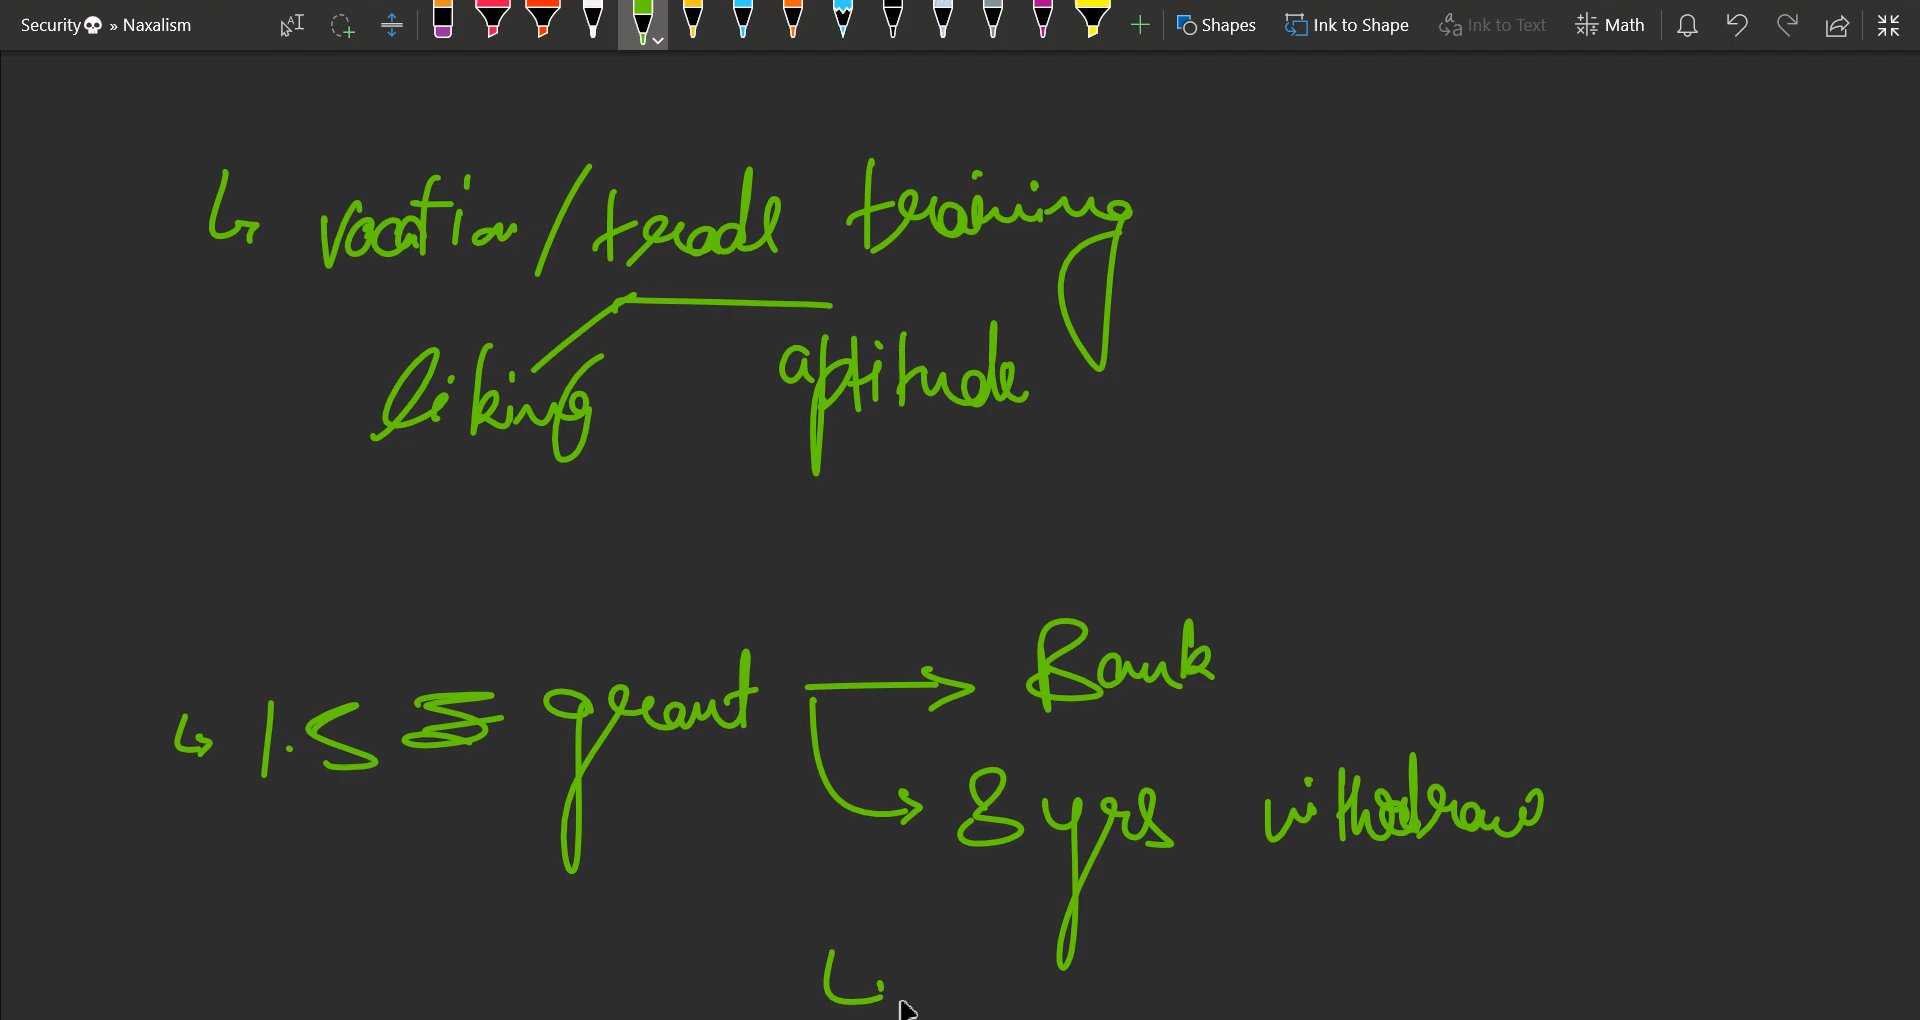 Security💀 » Naxalism
Shapes Ink to Shape Ink to Text Math
↳ vocation/trade training
liking aptitude
↳ 1.5 grant → Bank
→ 8 yrs withdraw